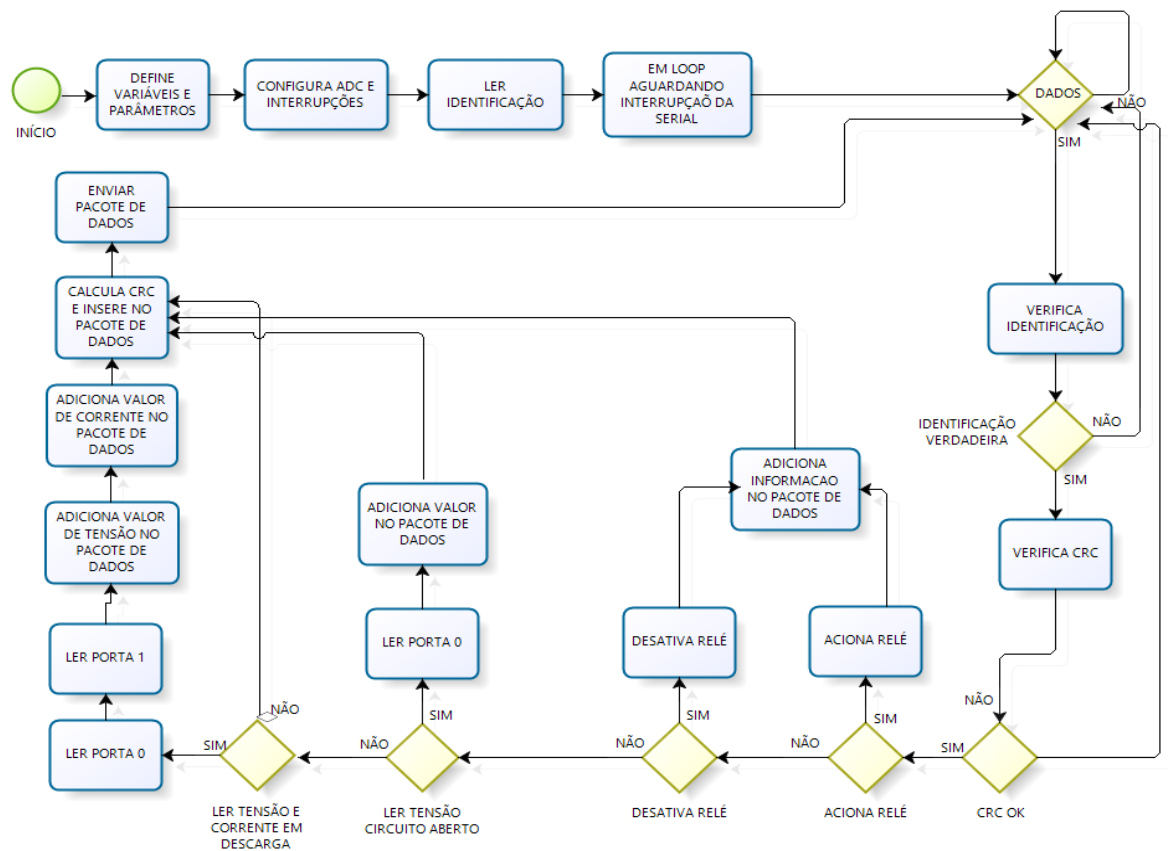 INÍCIO
DEFINE
VARIÁVEIS E
PARÂMETROS
CONFIGURA ADC E
INTERRUPÇÕES
LER
IDENTIFICAÇÃO
EM LOOP
AGUARDANDO
INTERRUPÇAÕ DA
SERIAL
DADOS
NÃO
SIM
ENVIAR
PACOTE DE
DADOS
CALCULA CRC
E INSERE NO
PACOTE DE
DADOS
ADICIONA VALOR
DE CORRENTE NO
PACOTE DE
DADOS
ADICIONA VALOR
DE TENSÃO NO
PACOTE DE
DADOS
LER PORTA 1
LER PORTA 0
VERIFICA
IDENTIFICAÇÃO
IDENTIFICAÇÃO
VERDADEIRA
NÃO
SIM
VERIFICA CRC
ADICIONA
INFORMACAO
NO PACOTE DE
DADOS
ADICIONA VALOR
NO PACOTE DE
DADOS
LER PORTA 0
DESATIVA RELÉ
ACIONA RELÉ
NÃO
SIM
NÃO
SIM
NÃO
SIM
NÃO
SIM
NÃO
SIM
LER TENSÃO E
CORRENTE EM
DESCARGA
LER TENSÃO
CIRCUITO ABERTO
DESATIVA RELÉ
ACIONA RELÉ
CRC OK